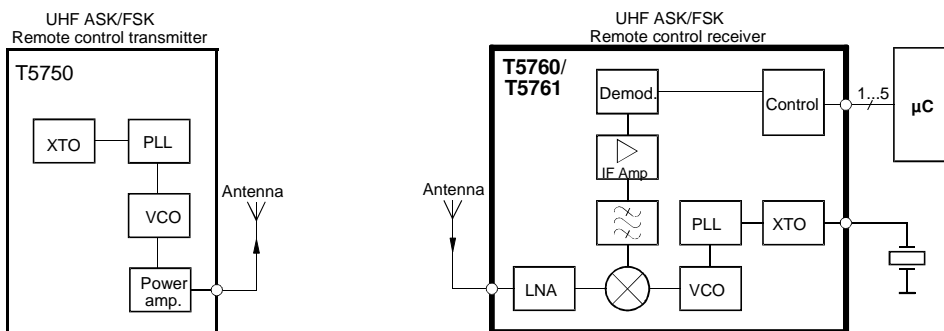 UHF ASK/FSK
Remote control transmitter
T5750
XTO
PLL
VCO
Power
amp.
Antenna
UHF ASK/FSK
Remote control receiver
T5760/
T5761
Demod.
Control
1...5
µC
IF Amp
Antenna
PLL
XTO
LNA
VCO